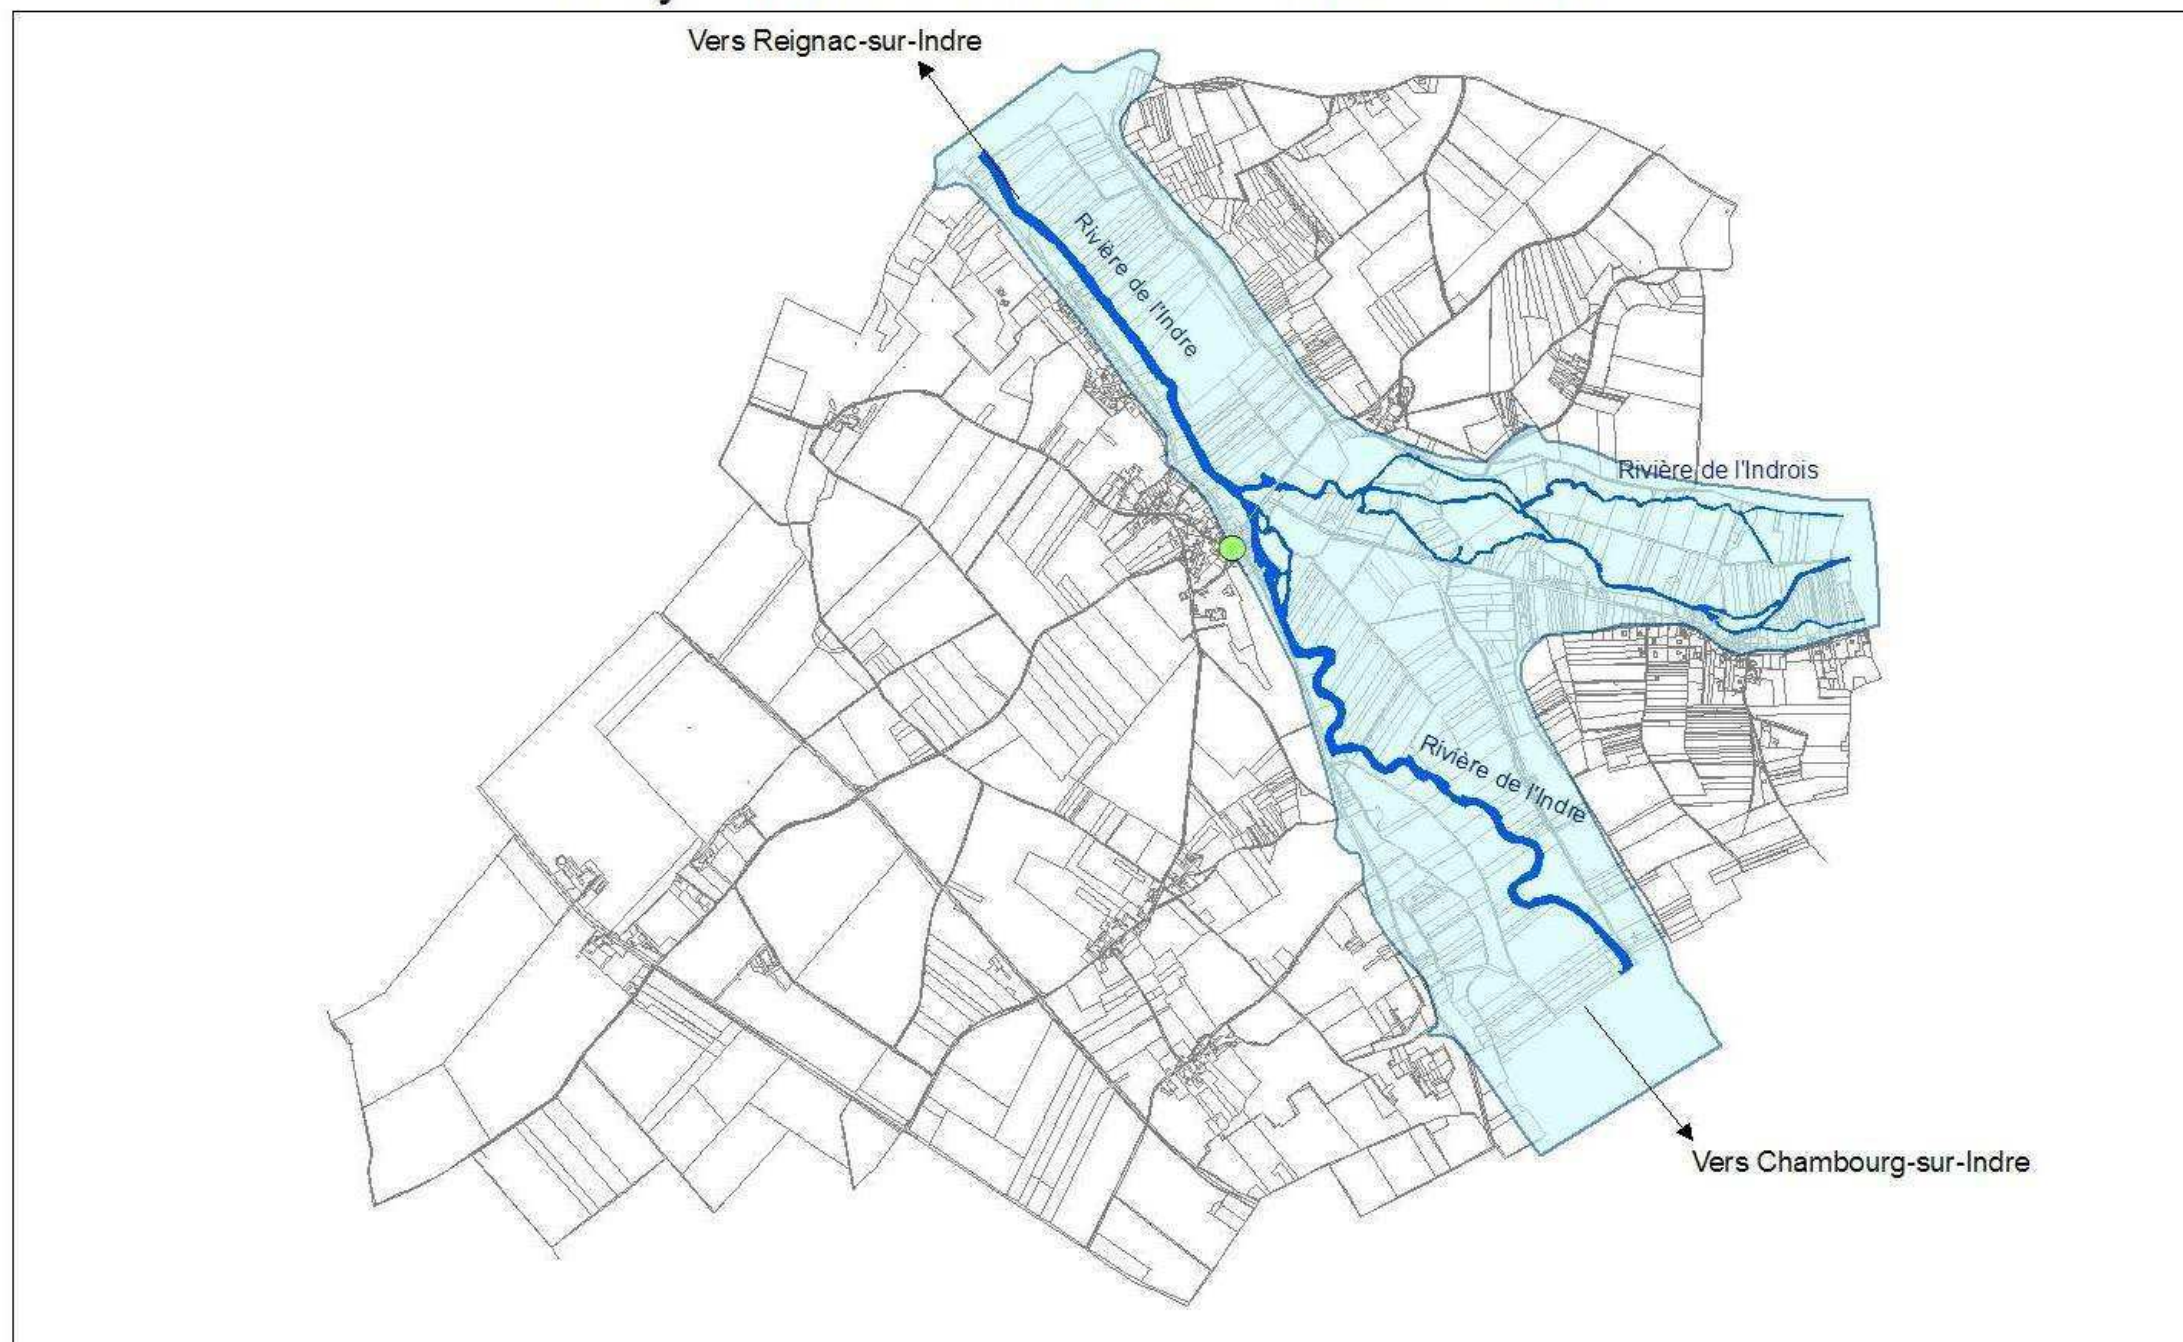 Vers Reignac-sur-Indre
Rivière de l'Indre
Rivière de l'Indrois
Rivière de l'Indre
Vers Chambourg-sur-Indre